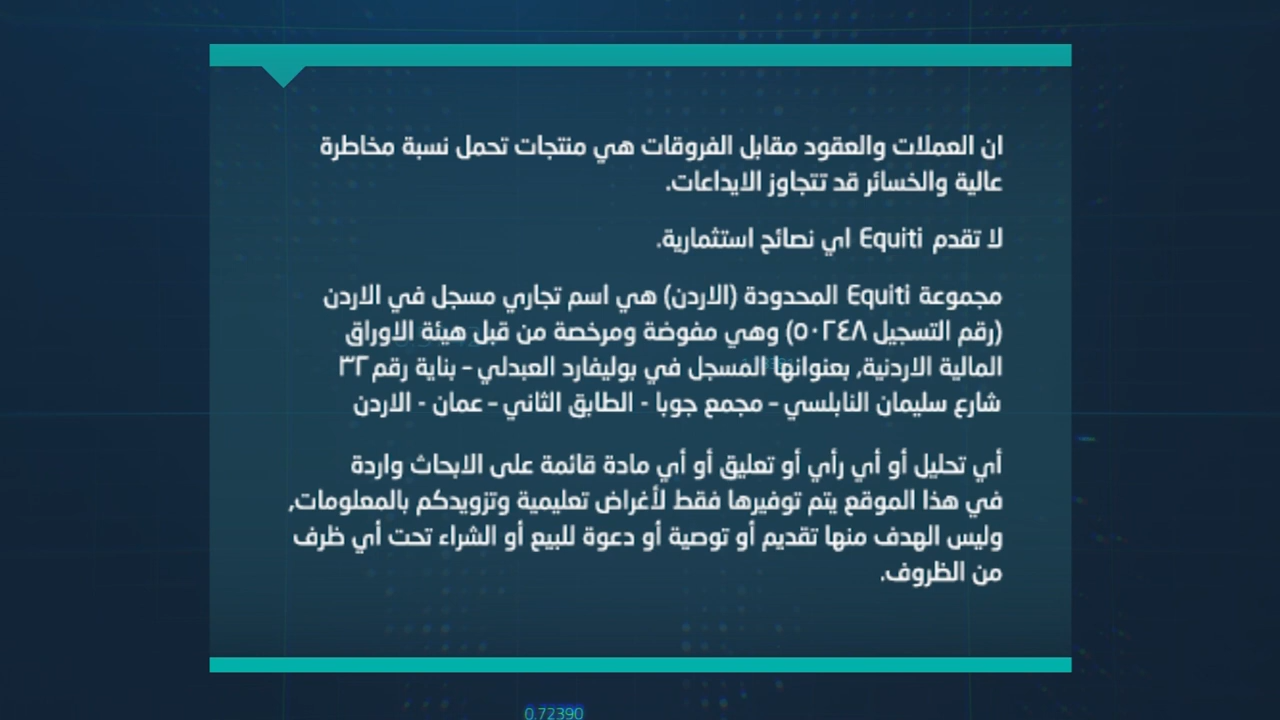 ان العملات والعقود مقابل الفروقات هي منتجات تحمل نسبة مخاطرة
عالية والخسائر قد تتجاوز الايداعات.
لا تقدم Equiti اي نصائح استثمارية.
مجموعة Equiti المحدودة (الاردن) هي اسم تجاري مسجل في الاردن
(رقم التسجيل ٥٠٢٤٨) وهي مفوضة ومرخصة من قبل هيئة الاوراق
المالية الاردنية, بعنوانها المسجل في بوليفارد العبدلي – بناية رقم ٣٢
شارع سليمان النابلسي – مجمع جوبا - الطابق الثاني – عمان - الاردن
أي تحليل أو أي رأي أو تعليق أو أي مادة قائمة على الابحاث واردة
في هذا الموقع يتم توفيرها فقط لأغراض تعليمية وتزويدكم بالمعلومات,
وليس الهدف منها تقديم أو توصية أو دعوة للبيع أو الشراء تحت أي ظرف
من الظروف.
0.72390